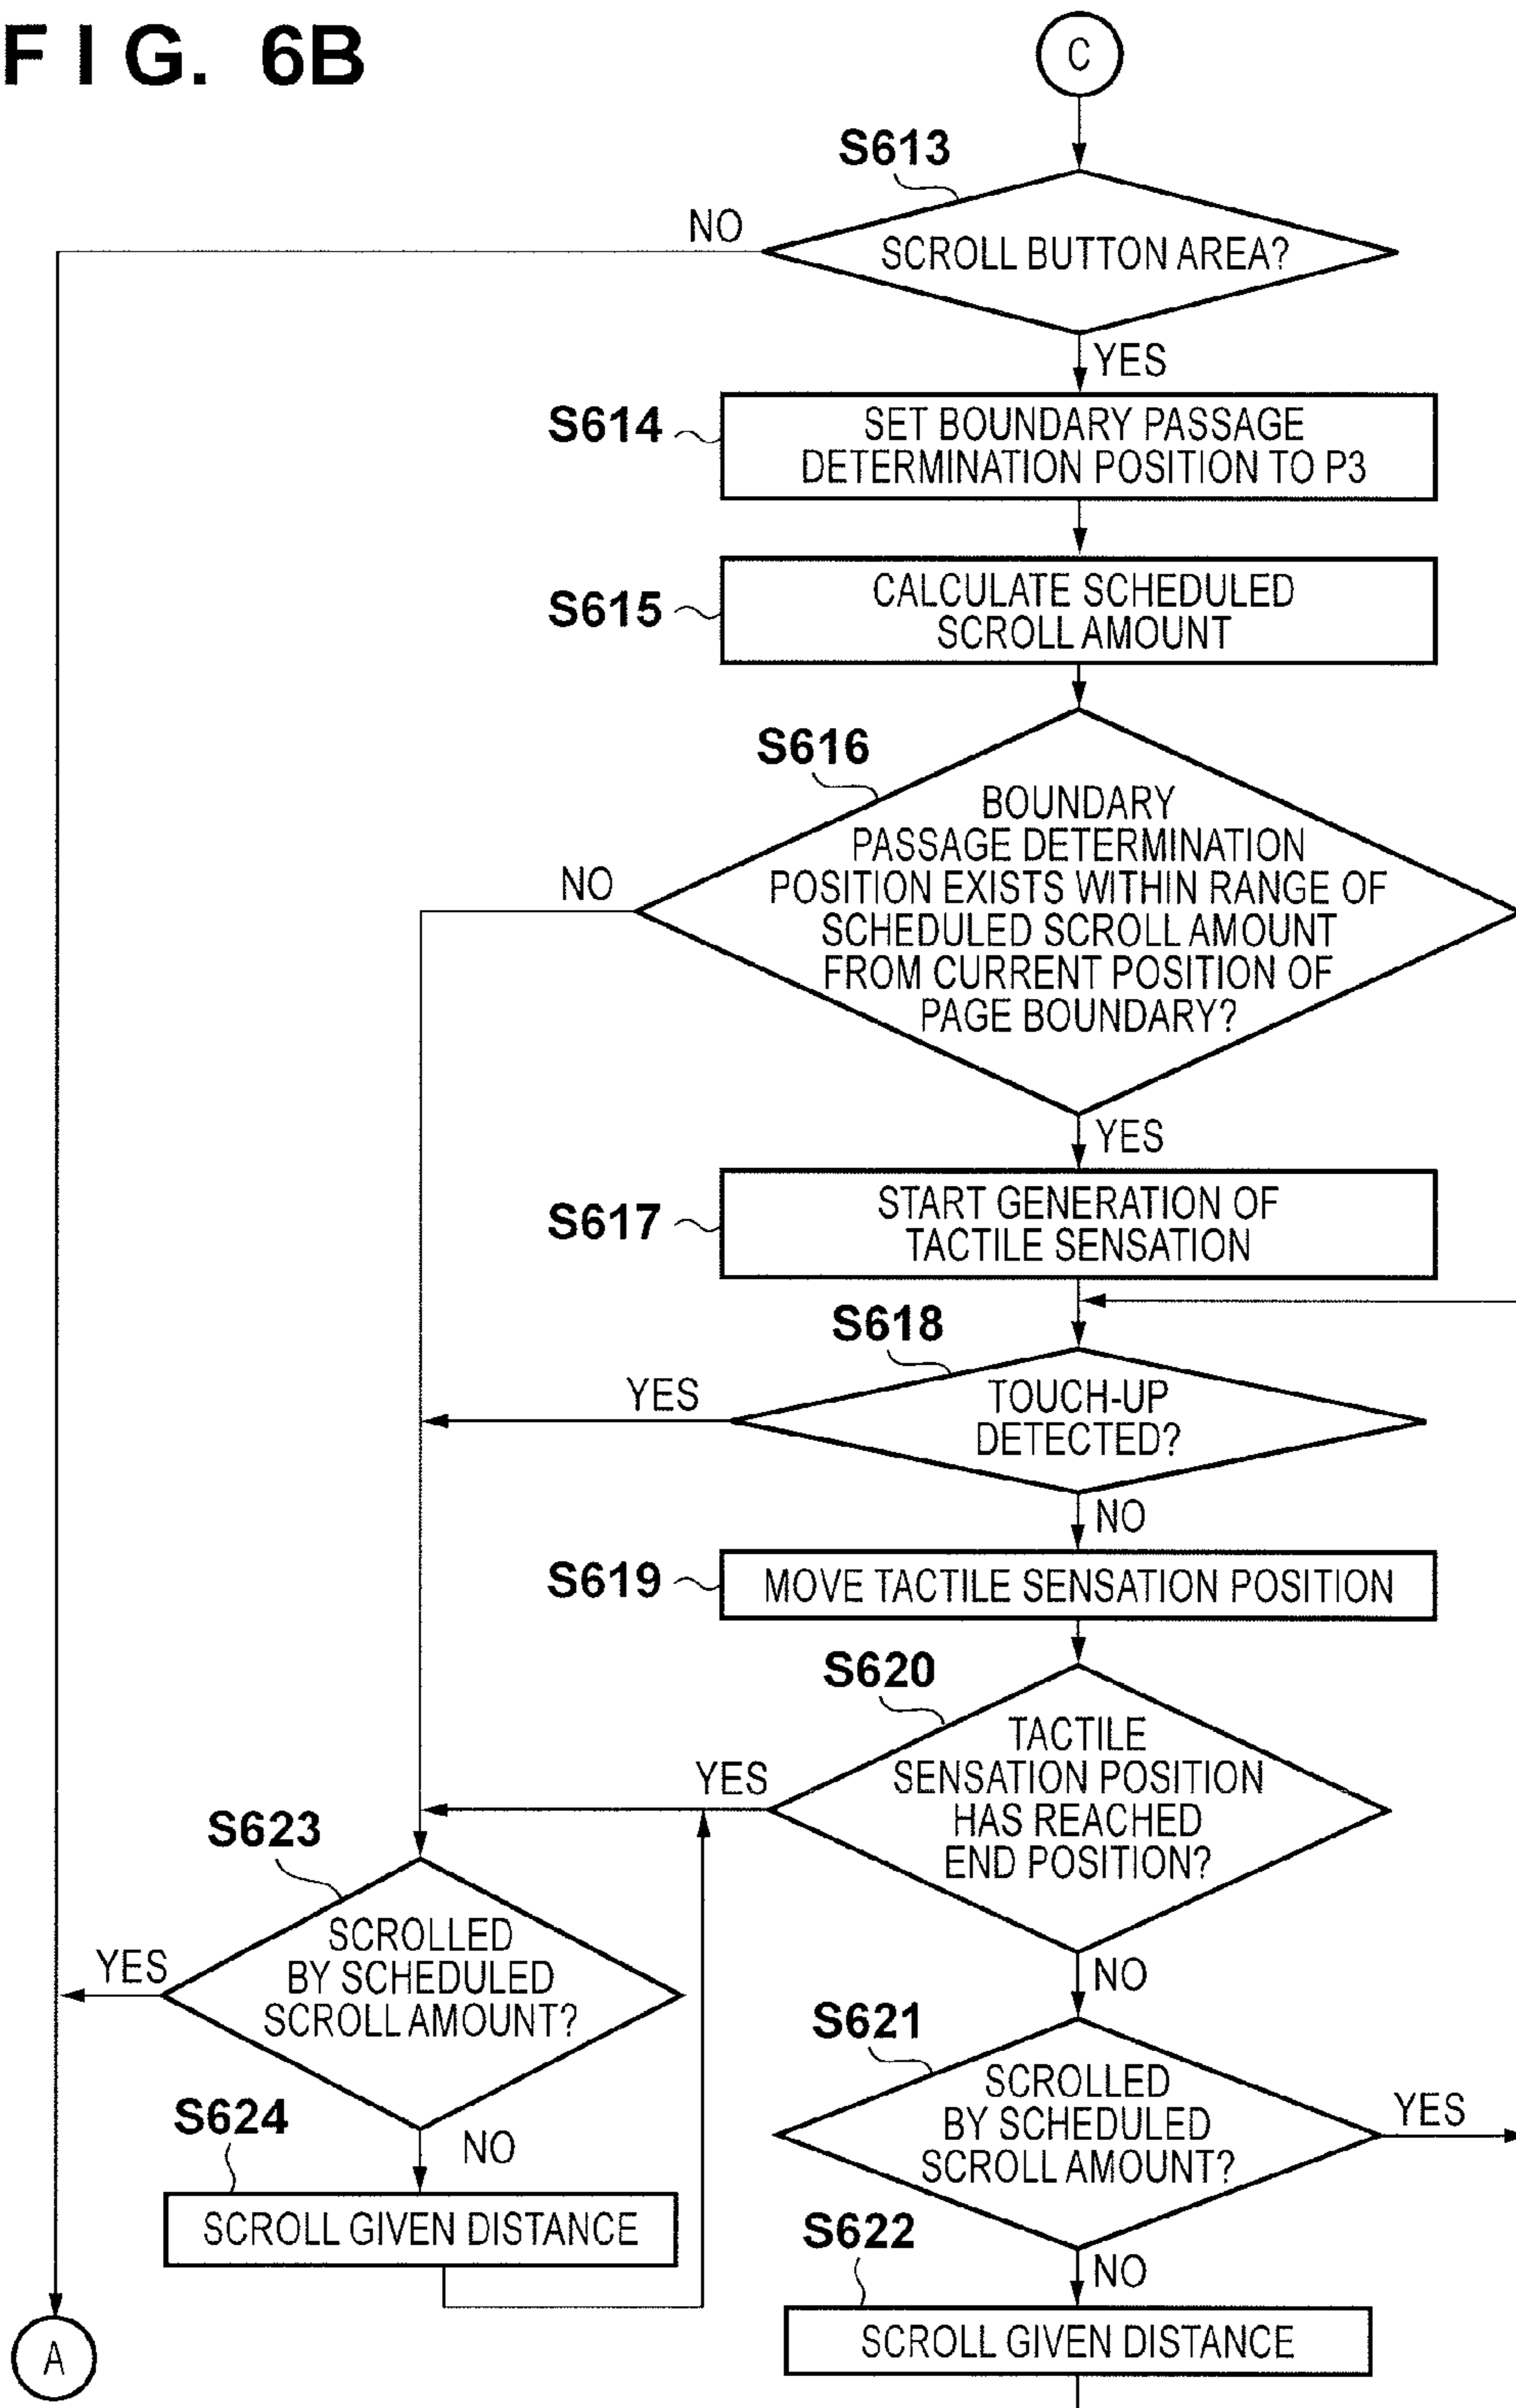 FIG. 6B
C
S613
NO
SCROLL BUTTON AREA?
YES
S614
SET BOUNDARY PASSAGE
DETERMINATION POSITION TO P3
S615
CALCULATE SCHEDULED
SCROLL AMOUNT
S616
BOUNDARY
PASSAGE DETERMINATION
POSITION EXISTS WITHIN RANGE OF
SCHEDULED SCROLL AMOUNT
FROM CURRENT POSITION OF
PAGE BOUNDARY?
NO
YES
S617
START GENERATION OF
TACTILE SENSATION
S618
TOUCH-UP
DETECTED?
YES
NO
S619
MOVE TACTILE SENSATION POSITION
S620
TACTILE
SENSATION POSITION
HAS REACHED
END POSITION?
YES
NO
S623
SCROLLED
BY SCHEDULED
SCROLL AMOUNT?
YES
NO
S624
SCROLL GIVEN DISTANCE
S621
SCROLLED
BY SCHEDULED
SCROLL AMOUNT?
YES
NO
S622
SCROLL GIVEN DISTANCE
A